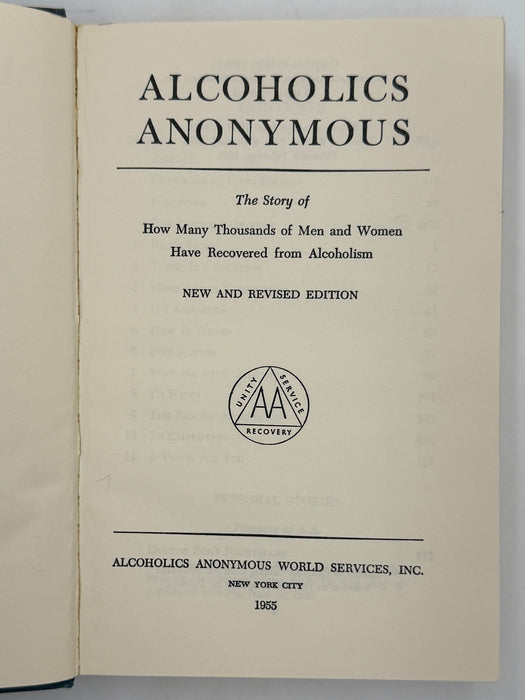 ALCOHOLICS
ANONYMOUS
The Story of
How Many Thousands of Men and Women
Have Recovered from Alcoholism
NEW AND REVISED EDITION
UNITY
SERVICE
AA
RECOVERY
ALCOHOLICS ANONYMOUS WORLD SERVICES, INC.
NEW YORK CITY
1955